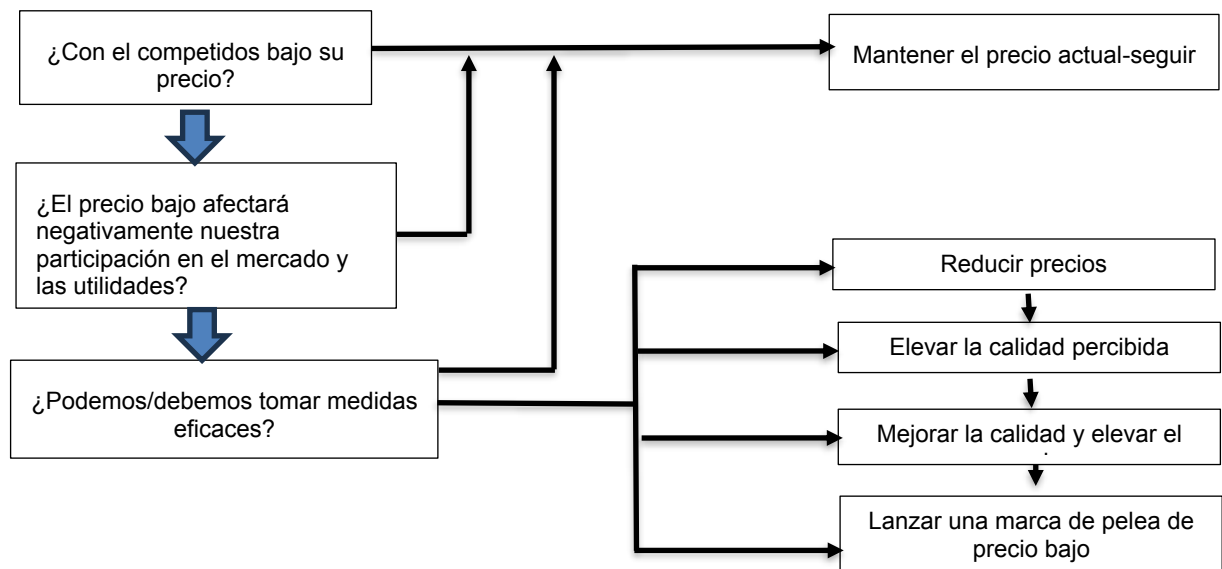 ¿Con el competidos bajo su
precio?
Mantener el precio actual-seguir
¿El precio bajo afectará
negativamente nuestra
participación en el mercado y
las utilidades?
Reducir precios
Elevar la calidad percibida
¿Podemos/debemos tomar medidas
eficaces?
Mejorar la calidad y elevar el
Lanzar una marca de pelea de
precio bajo